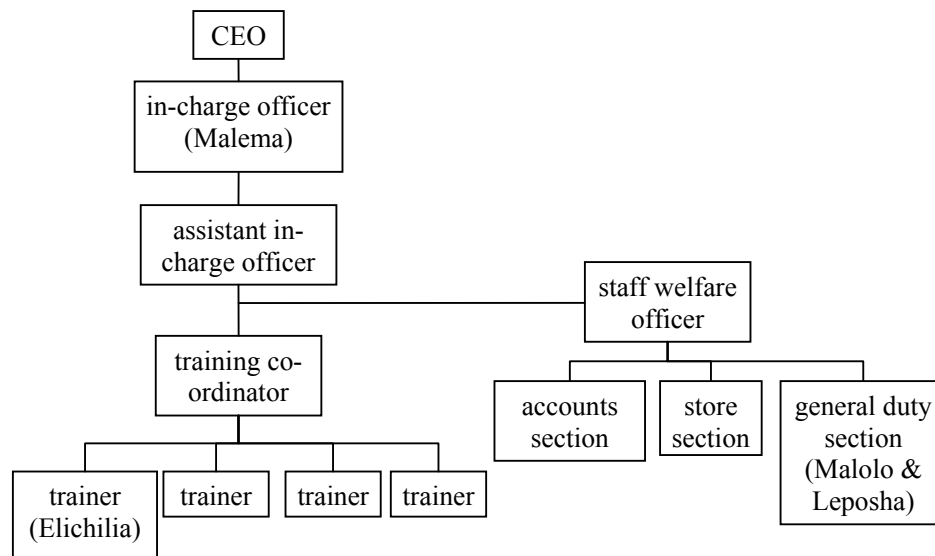 CEO
in-charge officer
(Malema)
assistant in-
charge officer
staff welfare
officer
training co-
ordinator
accounts
section
store
section
general duty
section
(Malolo &
Leposha)
trainer
(Elichilia)
trainer
trainer
trainer